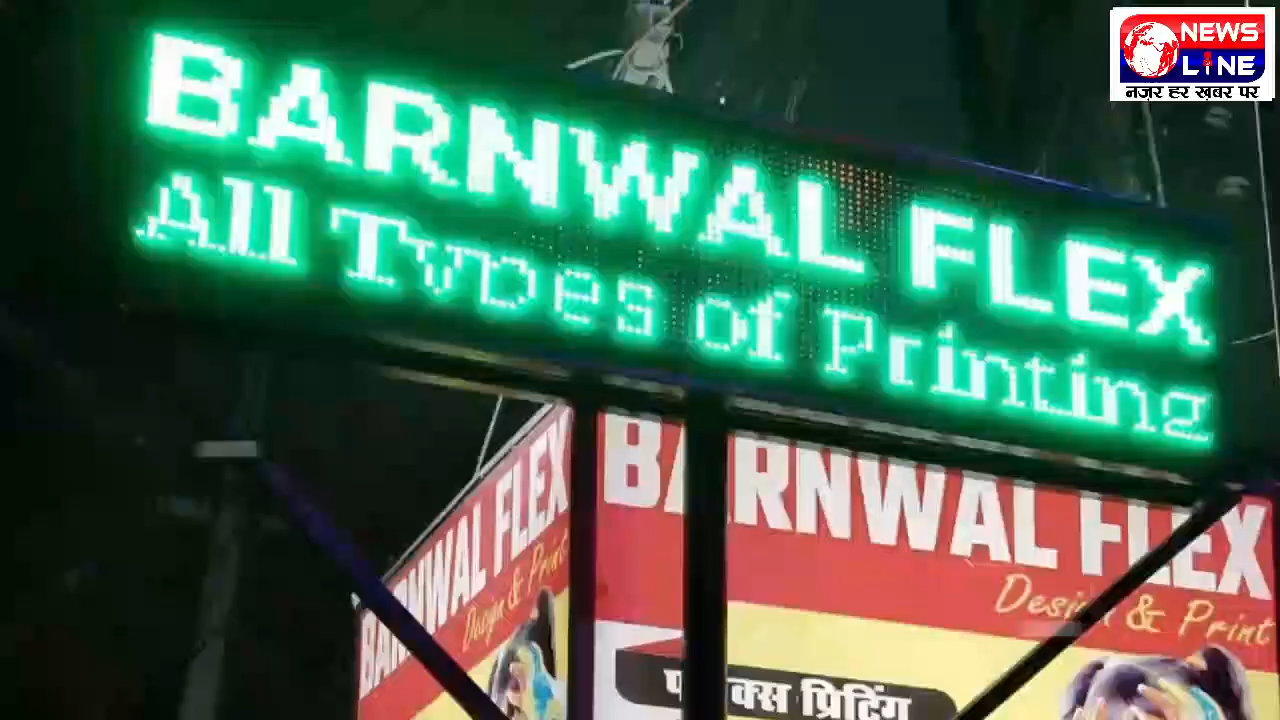 NEWS
LINE
नज़र हर ख़बर पर
BARNWAL FLEX
All Types of Printing
BARNWAL FLEX
Design & Print
BARNWAL FLEX
Design & Print
प्रिटिंग